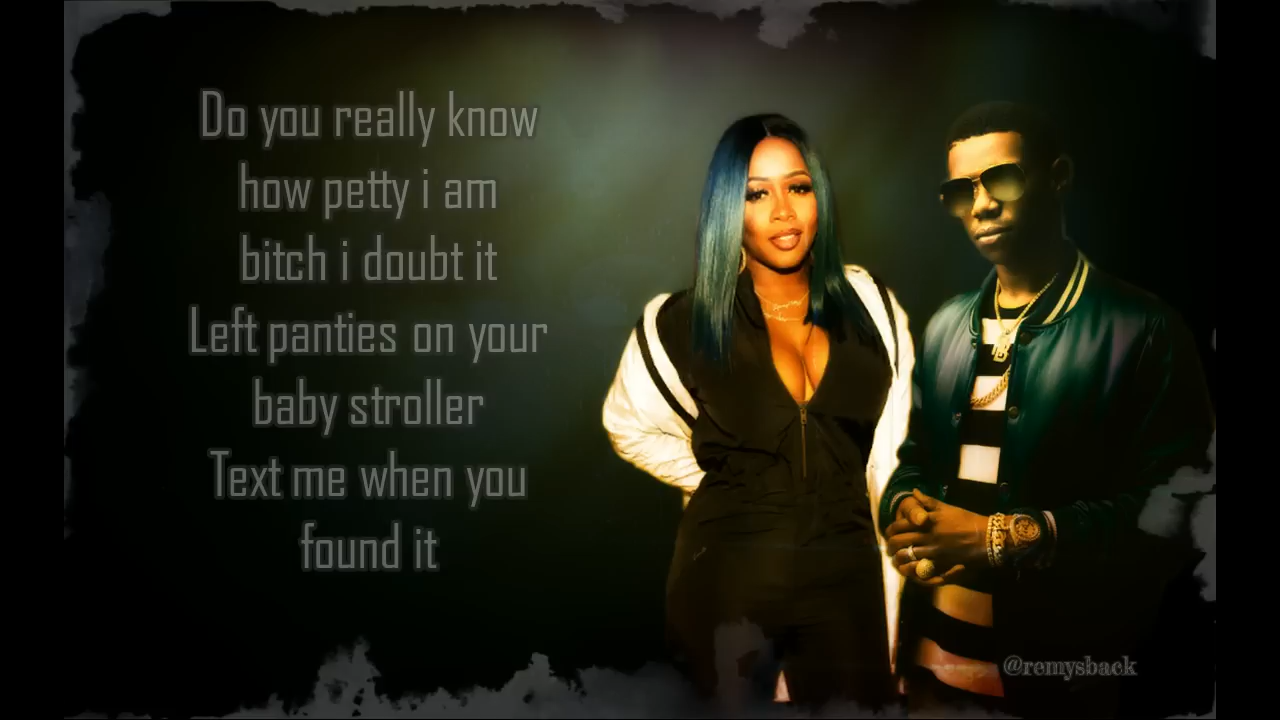 Do you really know
how petty i am
bitch i doubt it
Left panties on your
baby stroller
Text me when you
found it
@remysback